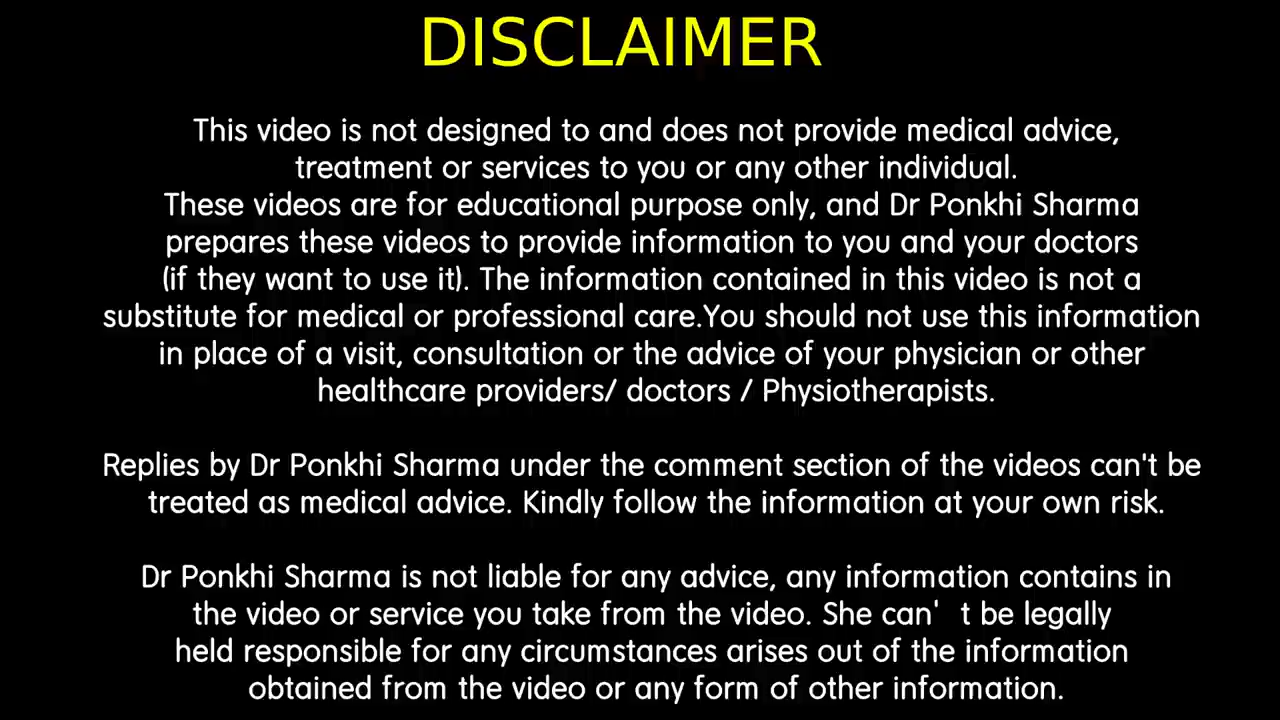 DISCLAIMER
This video is not designed to and does not provide medical advice,
treatment or services to you or any other individual.
These videos are for educational purpose only, and Dr Ponkhi Sharma
prepares these videos to provide information to you and your doctors
(if they want to use it). The information contained in this video is not a
substitute for medical or professional care.You should not use this information
in place of a visit, consultation or the advice of your physician or other
healthcare providers/ doctors / Physiotherapists.
Replies by Dr Ponkhi Sharma under the comment section of the videos can't be
treated as medical advice. Kindly follow the information at your own risk.
Dr Ponkhi Sharma is not liable for any advice, any information contains in
the video or service you take from the video. She can' t be legally
held responsible for any circumstances arises out of the information
obtained from the video or any form of other information.